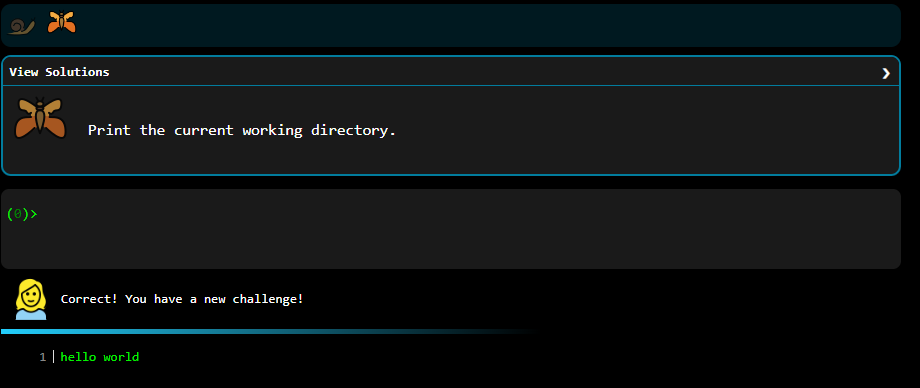 View Solutions ❯
Print the current working directory.
(0)>
Correct! You have a new challenge!
1 hello world